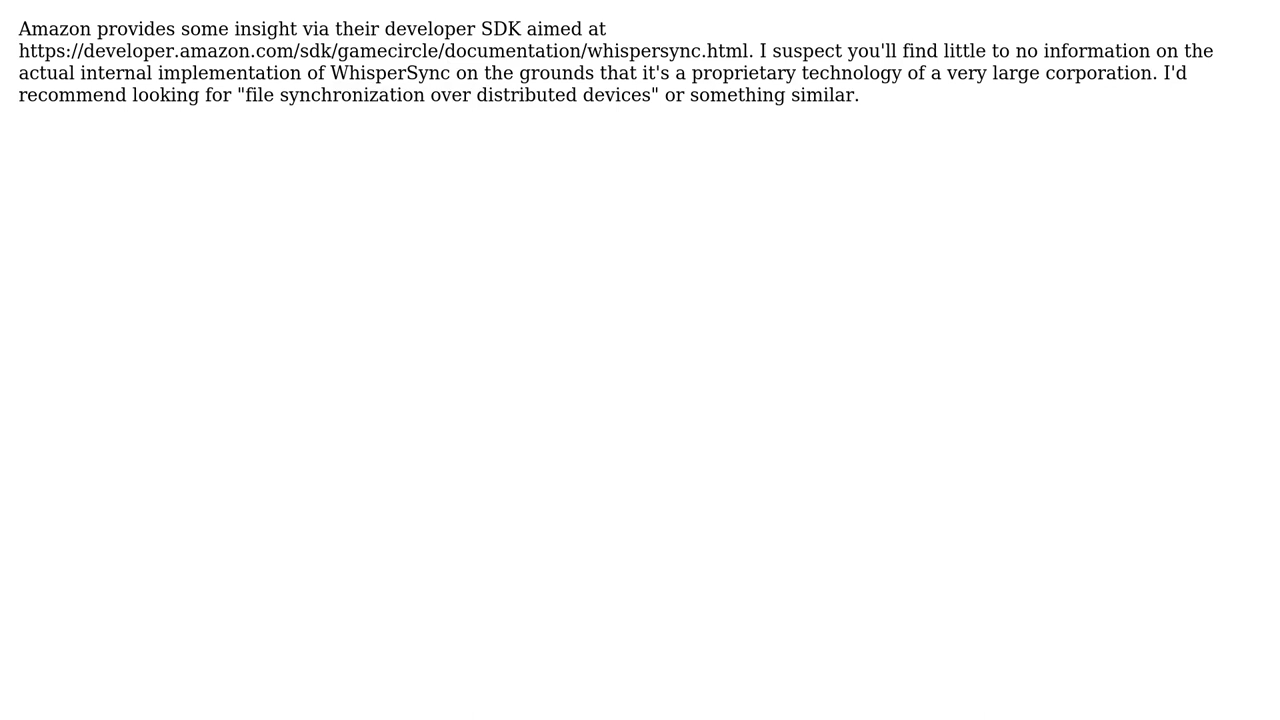 Amazon provides some insight via their developer SDK aimed at
https://developer.amazon.com/sdk/gamecircle/documentation/whispersync.html. I suspect you'll find little to no information on the
actual internal implementation of WhisperSync on the grounds that it's a proprietary technology of a very large corporation. I'd
recommend looking for "file synchronization over distributed devices" or something similar.